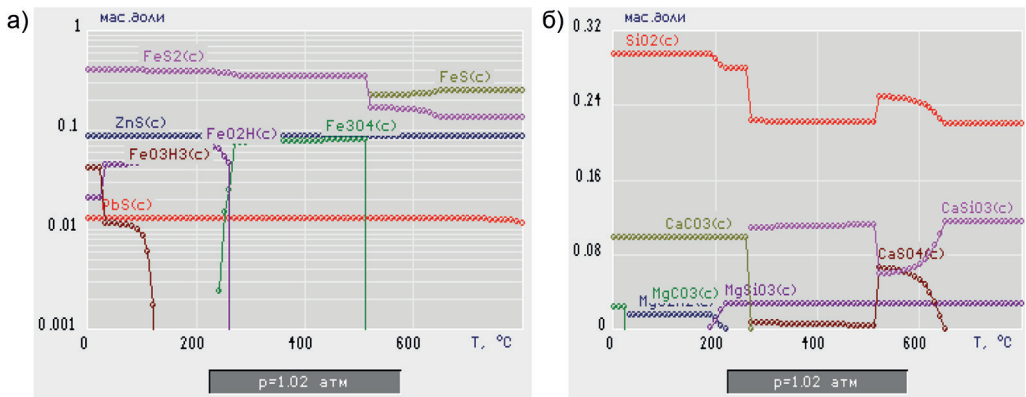 а)
мас.доли
1
0.1
0.01
0.001
FeS2(c)
FeS(c)
ZnS(c)
FeO2H(c)
Fe3O4(c)
FeO3H3(c)
PbS(c)
0
200
400
600
T, °C
p=1.02 атм
б)
мас.доли
0.32
0.24
0.16
0.08
0
SiO2(c)
CaCO3(c)
CaSiO3(c)
CaSO4(c)
MgCO3(c)
MgSiO3(c)
MgO2H2(c)
0
200
400
600
T, °C
p=1.02 атм